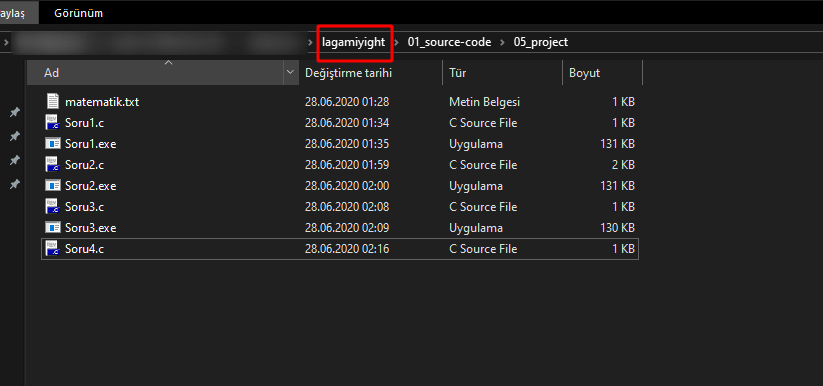 aylaş Görünüm
lagamiyight > 01_source-code > 05_project
Ad Değiştirme tarihi Tür Boyut
matematik.txt 28.06.2020 01:28 Metin Belgesi 1 KB
Soru1.c 28.06.2020 01:34 C Source File 1 KB
Soru1.exe 28.06.2020 01:35 Uygulama 131 KB
Soru2.c 28.06.2020 01:59 C Source File 2 KB
Soru2.exe 28.06.2020 02:00 Uygulama 131 KB
Soru3.c 28.06.2020 02:08 C Source File 1 KB
Soru3.exe 28.06.2020 02:09 Uygulama 130 KB
Soru4.c 28.06.2020 02:16 C Source File 1 KB